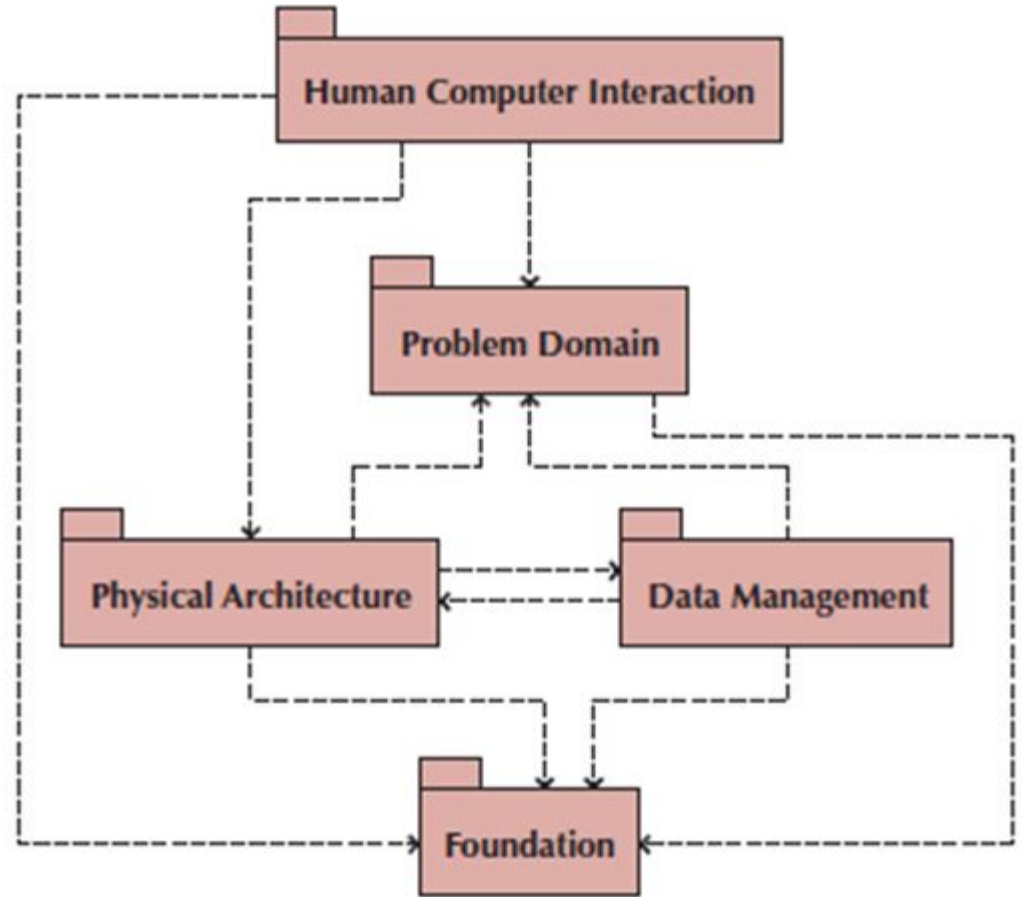 Human Computer Interaction
Problem Domain
Physical Architecture
Data Management
Foundation